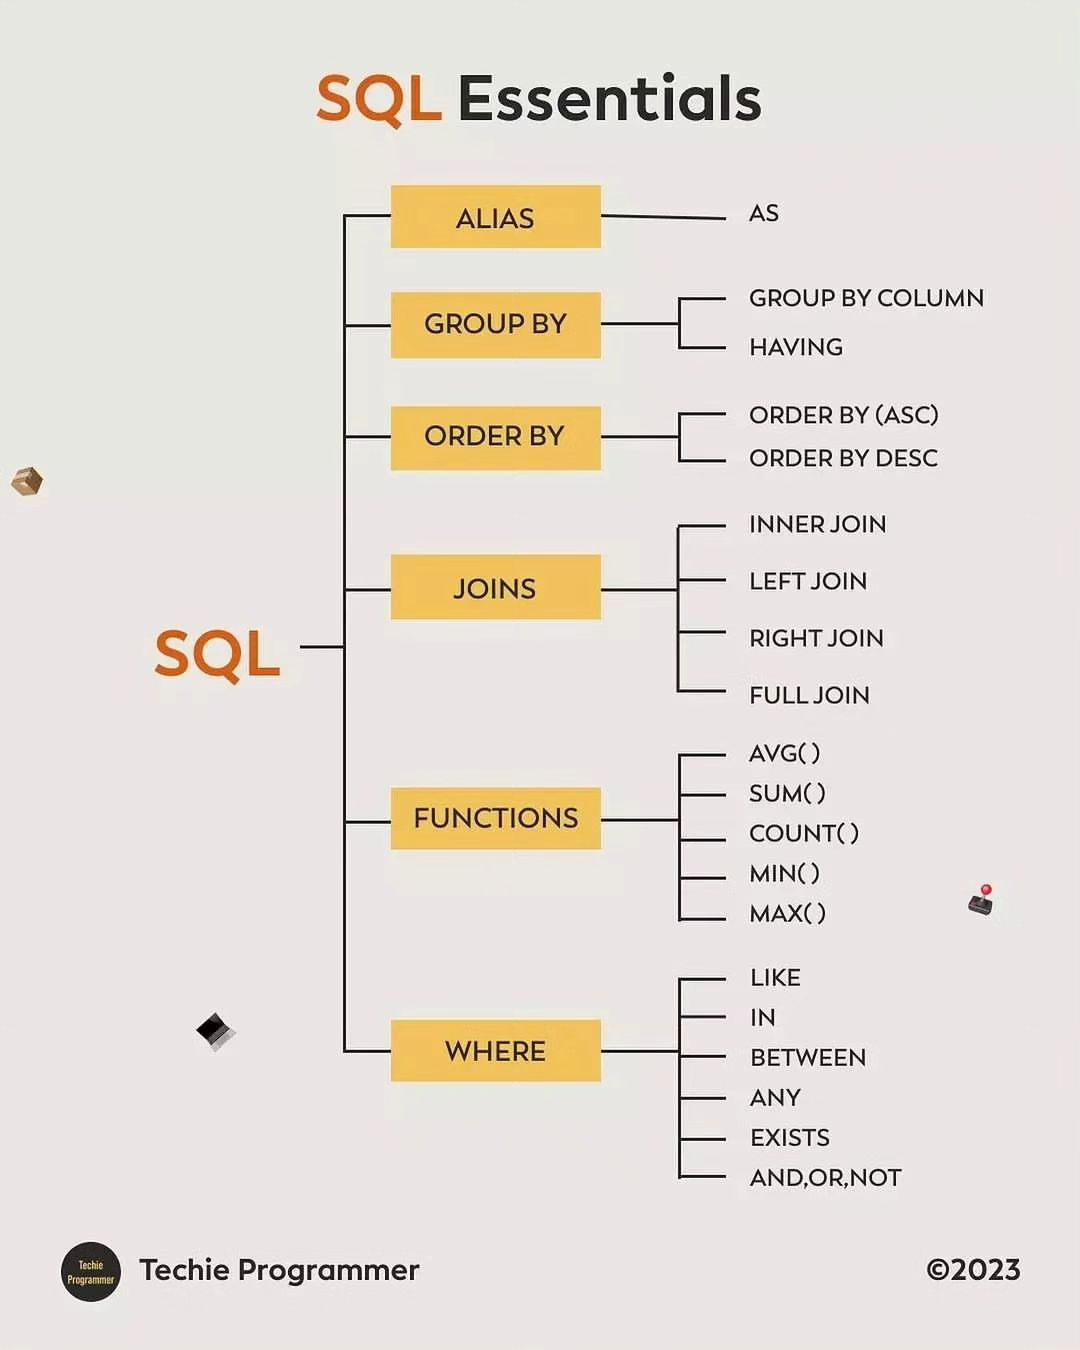 SQL Essentials
ALIAS
AS
GROUP BY
GROUP BY COLUMN
HAVING
ORDER BY
ORDER BY (ASC)
ORDER BY DESC
JOINS
INNER JOIN
LEFT JOIN
RIGHT JOIN
FULL JOIN
SQL
FUNCTIONS
AVG( )
SUM( )
COUNT( )
MIN( )
MAX( )
WHERE
LIKE
IN
BETWEEN
ANY
EXISTS
AND,OR,NOT
Techie
Programmer
Techie Programmer
©2023